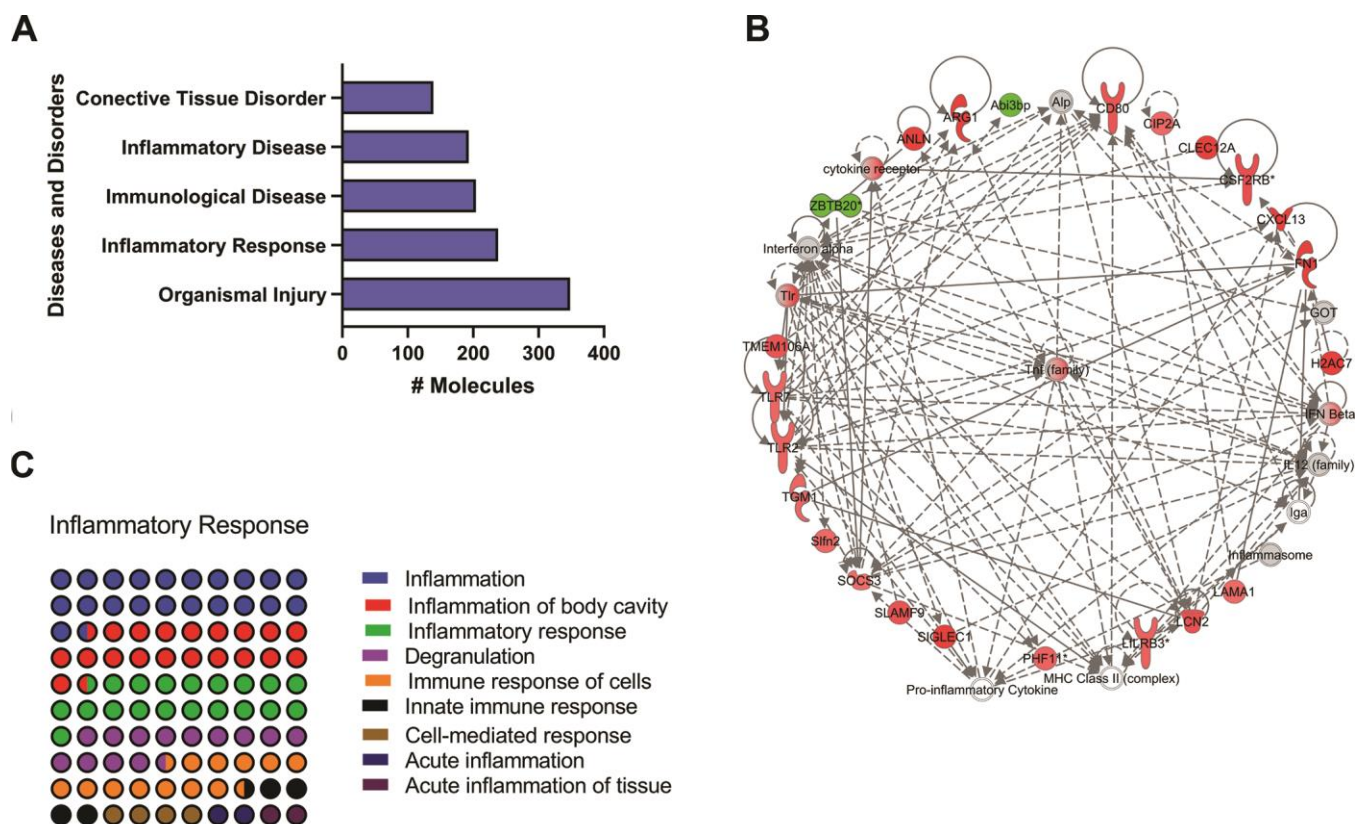 A
Diseases and Disorders
Conective Tissue Disorder
Inflammatory Disease
Immunological Disease
Inflammatory Response
Organismal Injury
0 100 200 300 400
# Molecules
B
Alp
CD80
Abi3bp
ARG1
CIP2A
ANLN
CLEC12A
cytokine receptor
CSF2RB*
ZBTB20*
CXCL13
Interferon alpha
FN1
Tlr
GOT
TMEM106A
H2AC7
Tnf (family)
TLR7
IFN Beta
TLR2
IL12 (family)
TGM1
Iga
Slfn2
Inflammasome
SOCS3
LAMA1
SLAMF9
LCN2
SIGLEC1
LILRB3*
PHF11*
MHC Class II (complex)
Pro-inflammatory Cytokine
C
Inflammatory Response
Inflammation
Inflammation of body cavity
Inflammatory response
Degranulation
Immune response of cells
Innate immune response
Cell-mediated response
Acute inflammation
Acute inflammation of tissue